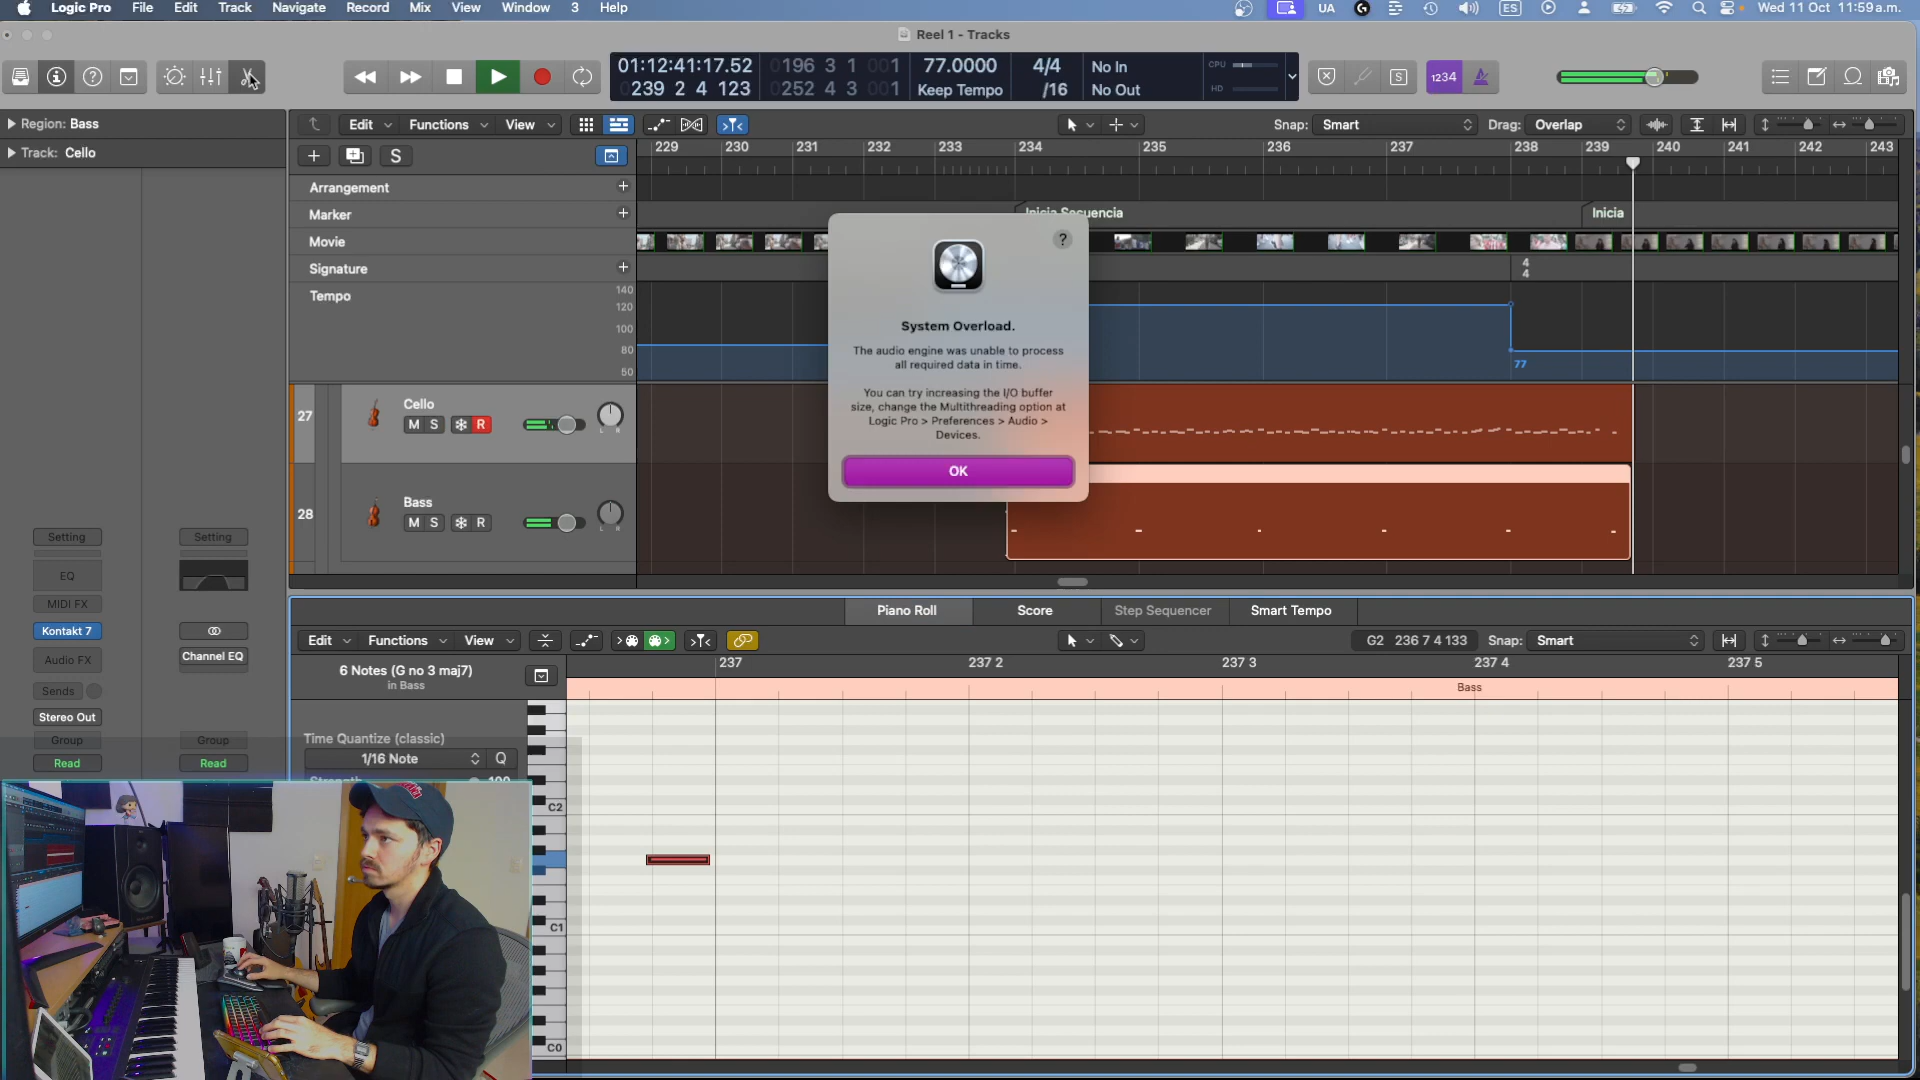 Logic Pro File Edit Track Navigate Record Mix View Window 3 Help
UA ES Wed 11 Oct 11:59 a.m.
Reel 1 - Tracks
01:12:41:17.52 0196 3 1 001 77.0000 4/4 No In CPU
0239 2 4 123 0252 4 3 001 Keep Tempo /16 No Out HD
S 1234
Region: Bass
Edit Functions View Snap: Smart Drag: Overlap
Track: Cello
S
229 230 231 232 233 234 235 236 237 238 239 240 241 242 243
Arrangement
Marker
Inicia Secuencia Inicia
Movie
Signature
4
4
Tempo
140
120
100
80
50
77
?
System Overload.
The audio engine was unable to process
all required data in time.
You can try increasing the I/O buffer
size, change the Multithreading option at
Logic Pro > Preferences > Audio >
Devices.
OK
27
Cello
M S R
L R
28
Bass
M S R
L R
Setting Setting
EQ
MIDI FX
Kontakt 7
Audio FX Channel EQ
Sends
Stereo Out
Group Group
Read Read
Piano Roll Score Step Sequencer Smart Tempo
Edit Functions View G2 236 7 4 133 Snap: Smart
6 Notes (G no 3 maj7)
in Bass
237 237 2 237 3 237 4 237 5
Bass
Time Quantize (classic)
1/16 Note Q
Strength 100
C2
C1
C0